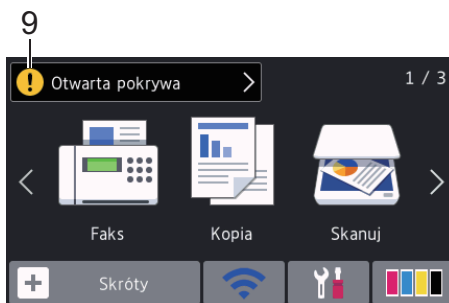 9
! Otwarta pokrywa >
1 / 3
Faks Kopia Skanuj
+ Skróty